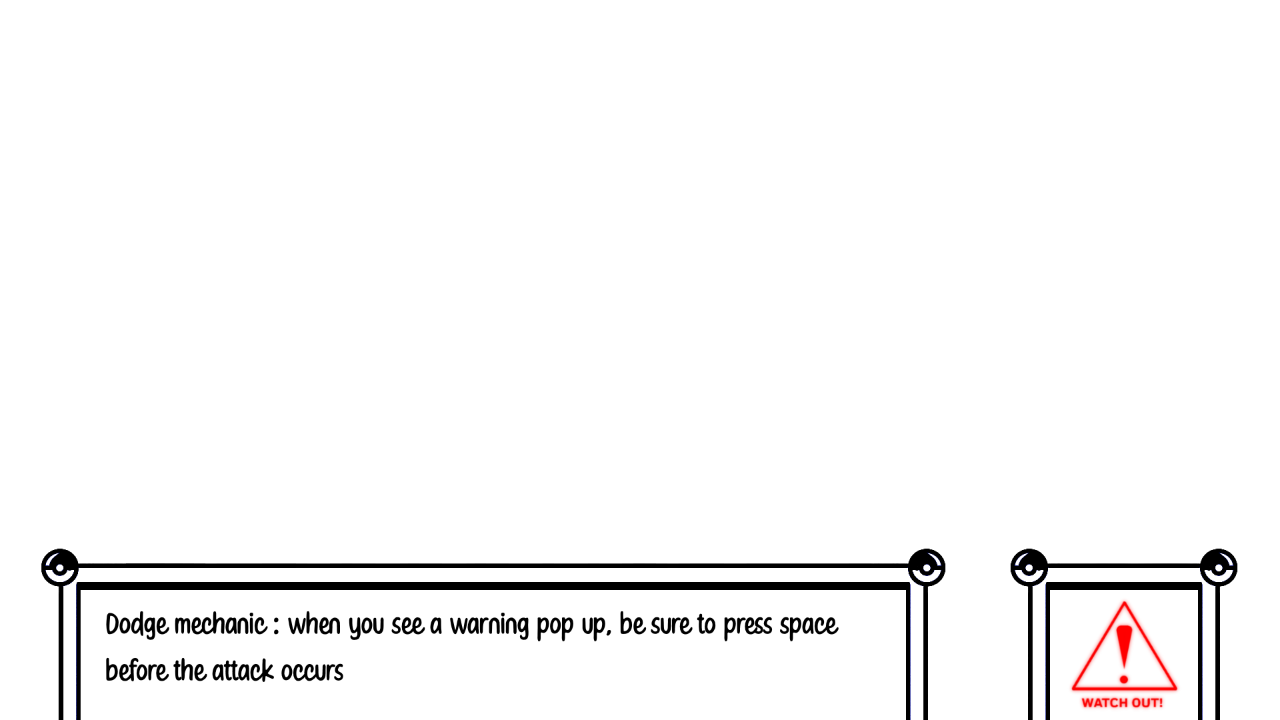 Dodge mechanic : when you see a warning pop up, be sure to press space
before the attack occurs
WATCH OUT!